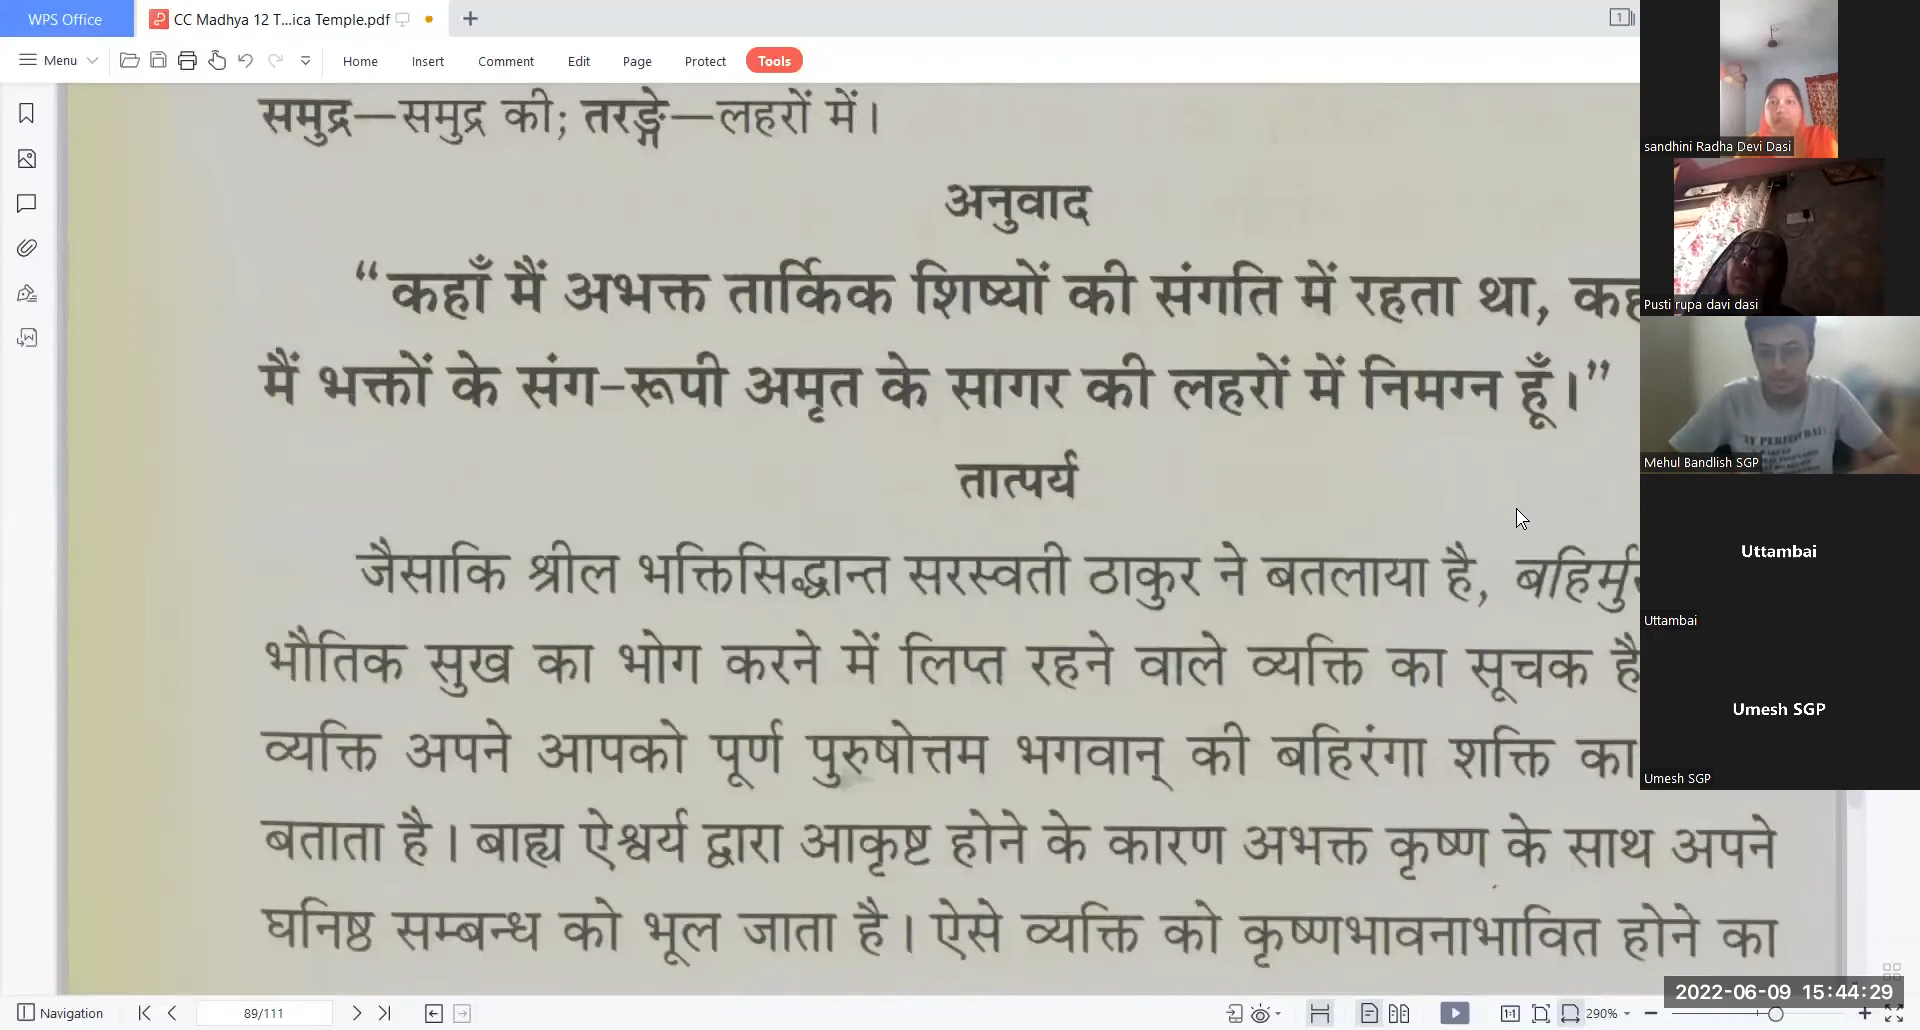 WPS Office
CC Madhya 12 T...ica Temple.pdf
1
Menu
Home Insert Comment Edit Page Protect Tools
समुद्र—समुद्र की; तरङ्गे—लहरों में।
अनुवाद
“कहाँ मैं अभक्त तार्किक शिष्यों की संगति में रहता था,
मैं भक्तों के संग-रूपी अमृत के सागर की लहरों में निमग्न हूँ।”
तात्पर्य
जैसाकि श्रील भक्तिसिद्धान्त सरस्वती ठाकुर ने बतलाया है,
भौतिक सुख का भोग करने में लिप्त रहने वाले व्यक्ति का सूचक है
व्यक्ति अपने आपको पूर्ण पुरुषोत्तम भगवान् की बहिरंगा शक्ति का
बताता है। बाह्य ऐश्वर्य द्वारा आकृष्ट होने के कारण अभक्त कृष्ण के साथ अपने
घनिष्ठ सम्बन्ध को भूल जाता है। ऐसे व्यक्ति को कृष्णभावनाभावित होने का
sandhini Radha Devi Dasi
Pusti rupa davi dasi
Mehul Bandlish SGP
Uttambai
Uttambai
Umesh SGP
Umesh SGP
2022-06-09 15:44:29
Navigation
89/111
1:1
290%